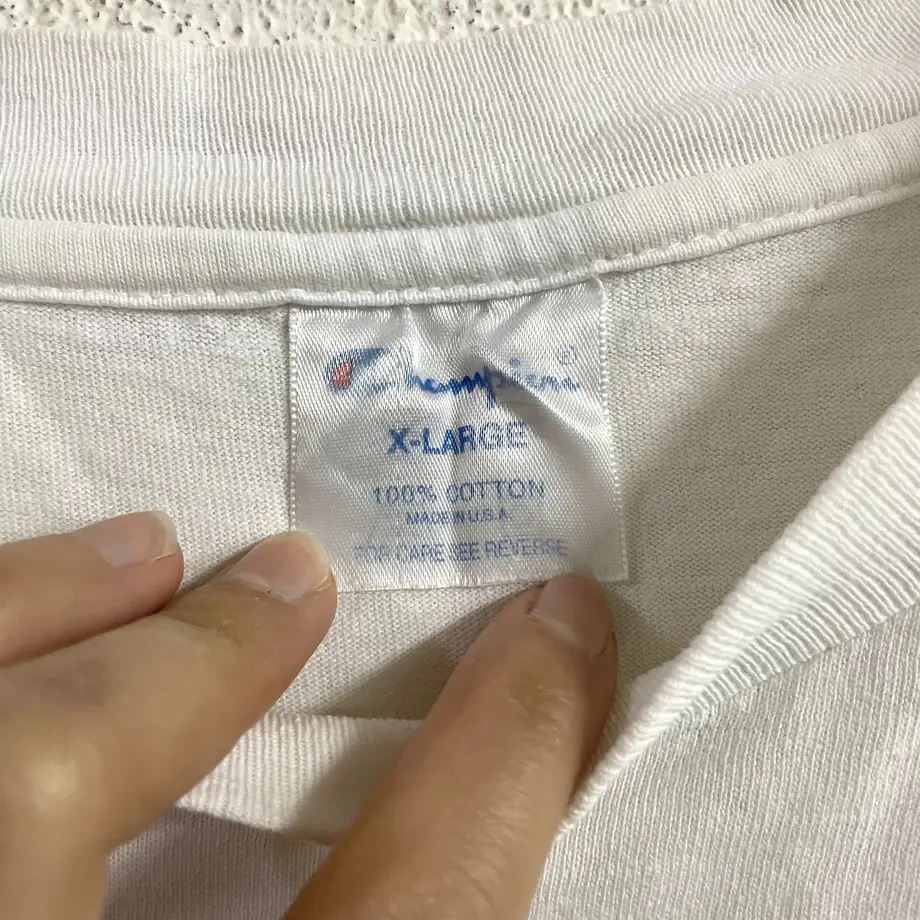 Champion®
X-LARGE
100% COTTON
MADE IN U.S.A.
FOR CARE SEE REVERSE